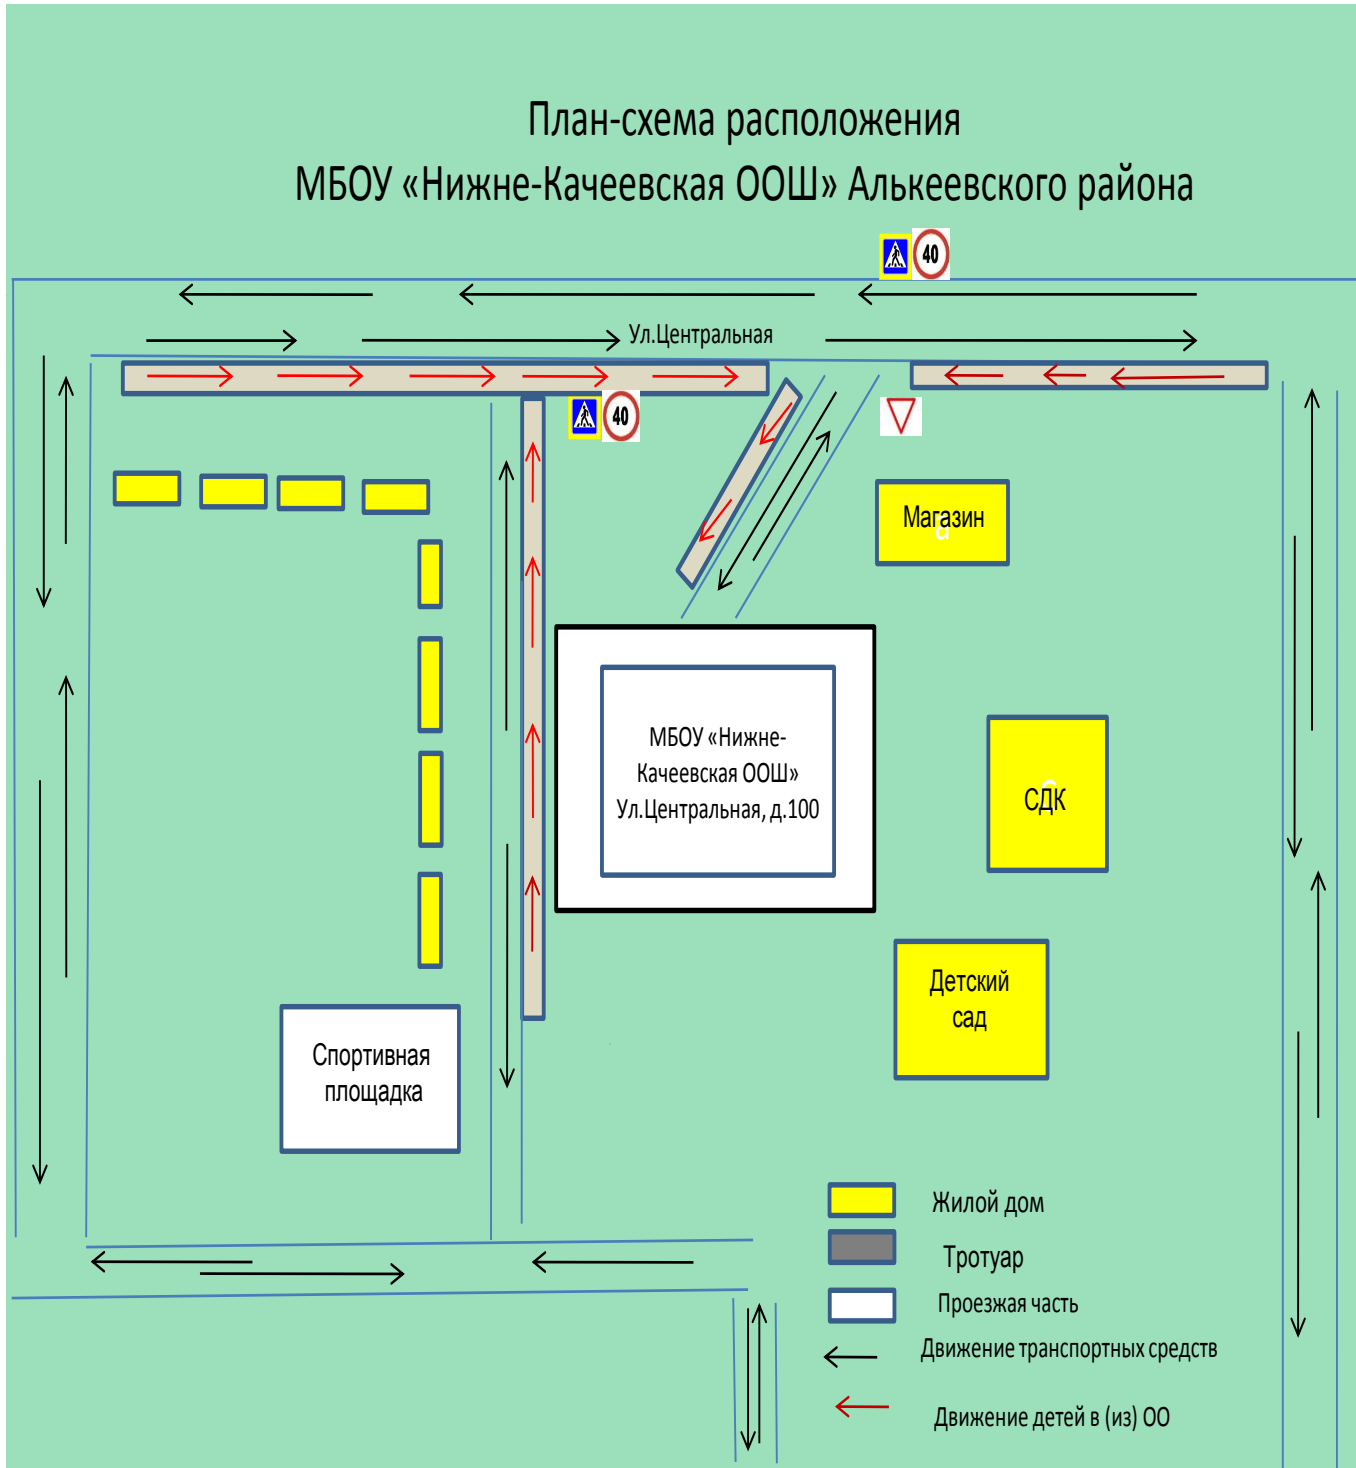 План-схема расположения
МБОУ «Нижне-Качеевская ООШ» Алькеевского района
40
Ул.Центральная
40
Магазин
МБОУ «Нижне-
Качеевская ООШ»
Ул.Центральная, д.100
СДК
Детский
сад
Спортивная
площадка
Жилой дом
Тротуар
Проезжая часть
Движение транспортных средств
Движение детей в (из) ОО